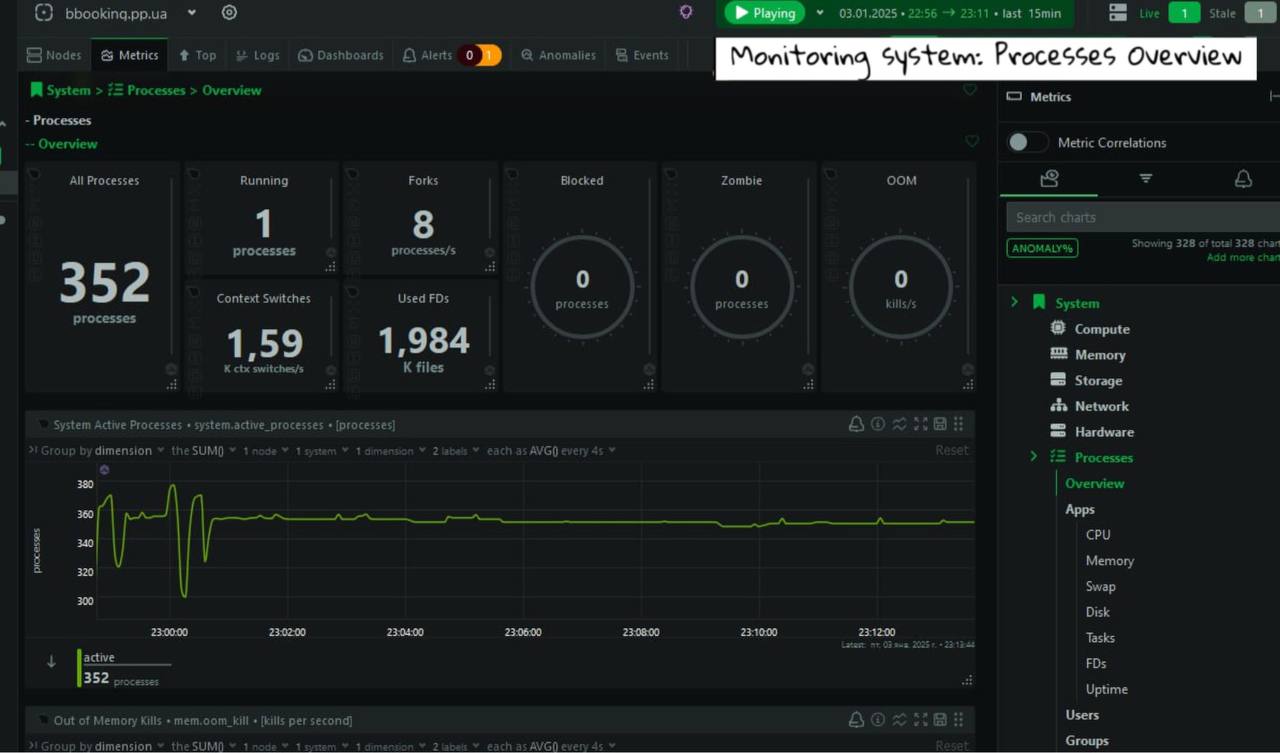 bbooking.pp.ua
Playing 03.01.2025 • 22:56 → 23:11 • last 15min
Live 1 Stale 1
Nodes Metrics Top Logs Dashboards Alerts 0 1 Anomalies Events
Monitoring system: Processes Overview
System > Processes > Overview
- Processes
-- Overview
All Processes
352
processes
Running
1
processes
Forks
8
processes/s
Context Switches
1,59
K ctx switches/s
Used FDs
1,984
K files
Blocked
0
processes
Zombie
0
processes
OOM
0
kills/s
System Active Processes • system.active_processes • [processes]
Group by dimension the SUM() 1 node 1 system 1 dimension 2 labels each as AVG() every 4s Reset
processes
380
360
340
320
300
23:00:00 23:02:00 23:04:00 23:06:00 23:08:00 23:10:00 23:12:00
Latest: пт, 03 янв. 2025 г. • 23:13:44
active
352 processes
Out of Memory Kills • mem.oom_kill • [kills per second]
Group by dimension the SUM() 1 node 1 system 1 dimension 2 labels each as AVG() every 4s Reset
Metrics
Metric Correlations
Search charts
ANOMALY%
Showing 328 of total 328 chart
Add more chart
System
Compute
Memory
Storage
Network
Hardware
Processes
Overview
Apps
CPU
Memory
Swap
Disk
Tasks
FDs
Uptime
Users
Groups